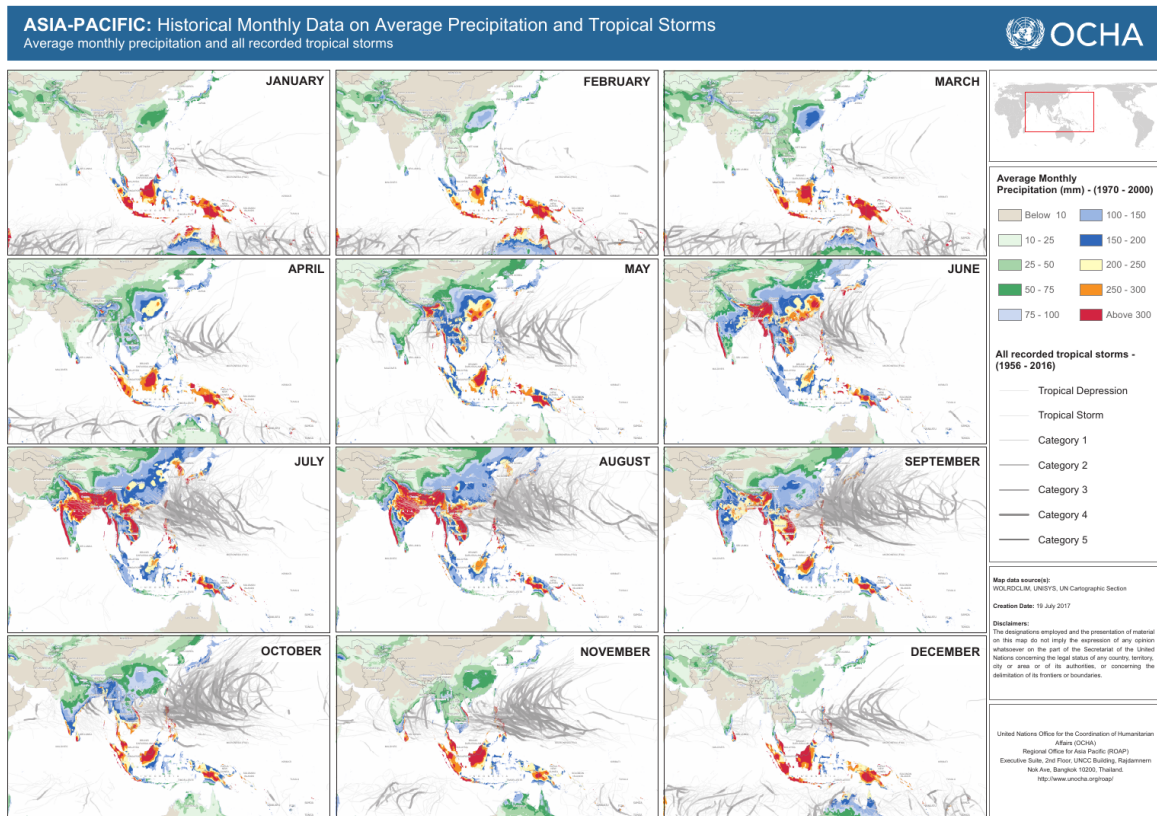 ASIA-PACIFIC: Historical Monthly Data on Average Precipitation and Tropical Storms
Average monthly precipitation and all recorded tropical storms
OCHA
JANUARY
FEBRUARY
MARCH
APRIL
MAY
JUNE
JULY
AUGUST
SEPTEMBER
OCTOBER
NOVEMBER
DECEMBER
Average Monthly
Precipitation (mm) - (1970 - 2000)
Below 10
100 - 150
10 - 25
150 - 200
25 - 50
200 - 250
50 - 75
250 - 300
75 - 100
Above 300
All recorded tropical storms -
(1956 - 2016)
Tropical Depression
Tropical Storm
Category 1
Category 2
Category 3
Category 4
Category 5
Map data source(s):
WOLRDCLIM, UNISYS, UN Cartographic Section
Creation Date: 19 July 2017
Disclaimers:
The designations employed and the presentation of material
on this map do not imply the expression of any opinion
whatsoever on the part of the Secretariat of the United
Nations concerning the legal status of any country, territory,
city or area or of its authorities, or concerning the
delimitation of its frontiers or boundaries.
United Nations Office for the Coordination of Humanitarian
Affairs (OCHA)
Regional Office for Asia Pacific (ROAP)
Executive Suite, 2nd Floor, UNCC Building, Rajdamnern
Nok Ave, Bangkok 10200, Thailand.
http://www.unocha.org/roap/